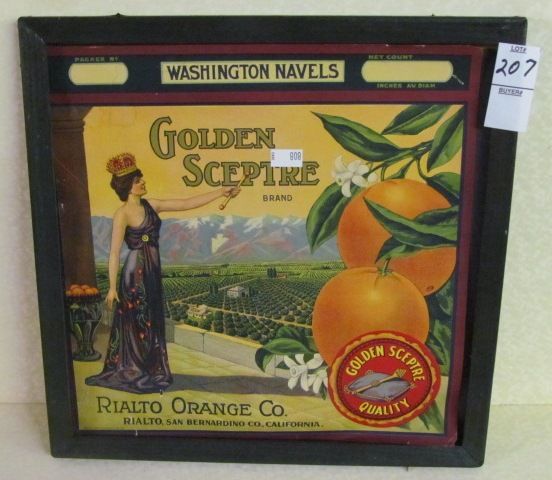 PACKED BY
WASHINGTON NAVELS
NET COUNT
INCHES AV. DIAM.
LOT#
207
BUYER#
GOLDEN
SCEPTRE
BRAND
808
GOLDEN SCEPTRE
QUALITY
RIALTO ORANGE CO.
RIALTO, SAN BERNARDINO CO., CALIFORNIA.